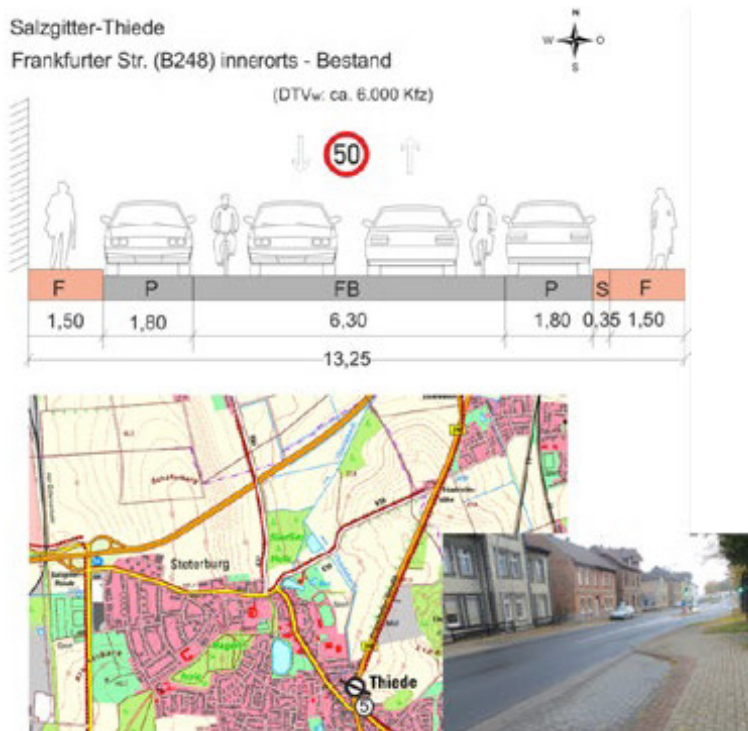 Salzgitter-Thiede
Frankfurter Str. (B248) innerorts - Bestand
(DTVw: ca. 6.000 Kfz)
N
W O
S
50
F P FB P S F
1,50 1,80 6,30 1,80 0,35 1,50
13,25
Steterburg
Thiede
5